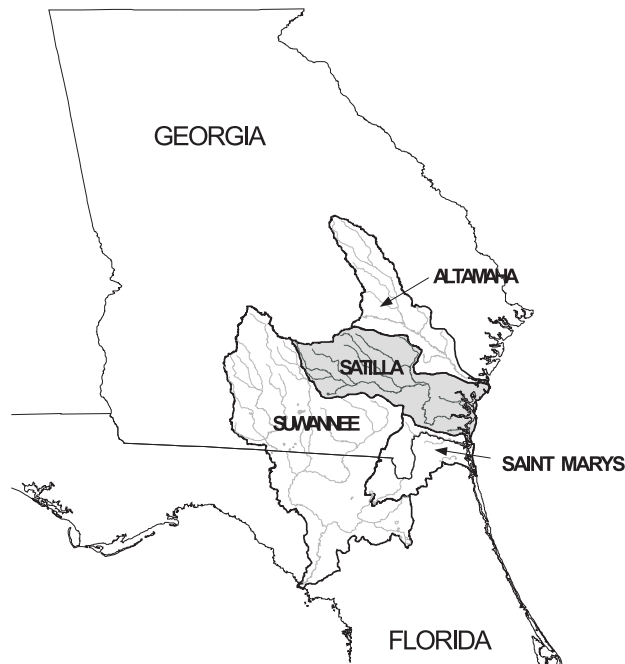 GEORGIA
ALTAMAHA
SATILLA
SUWANNEE
SAINT MARYS
FLORIDA